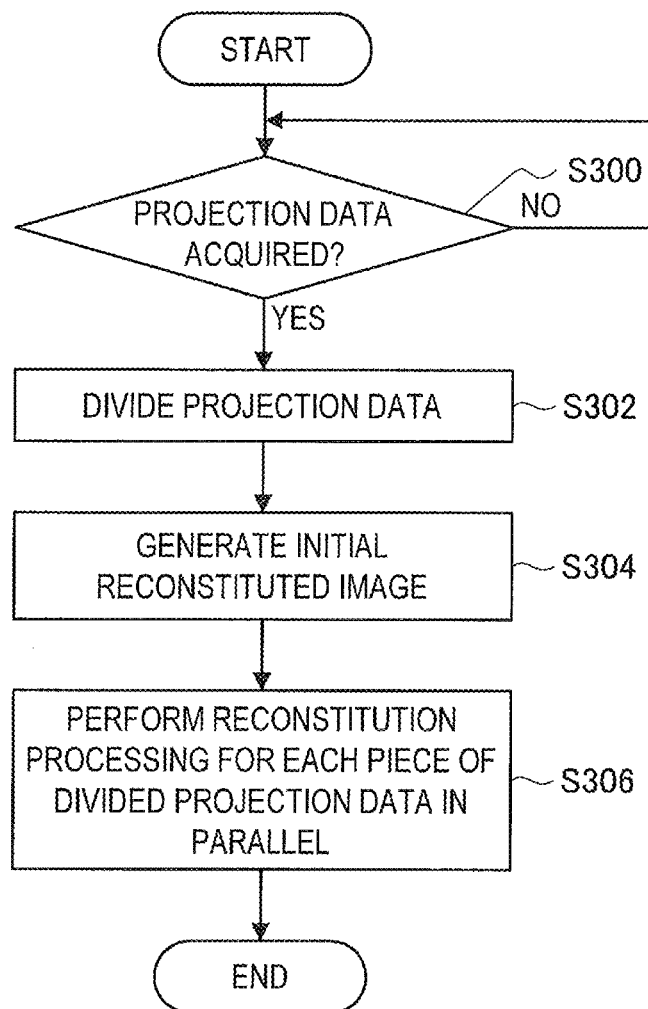 START
S300
PROJECTION DATA
ACQUIRED?
NO
YES
DIVIDE PROJECTION DATA
S302
GENERATE INITIAL
RECONSTITUTED IMAGE
S304
PERFORM RECONSTITUTION
PROCESSING FOR EACH PIECE OF
DIVIDED PROJECTION DATA IN
PARALLEL
S306
END